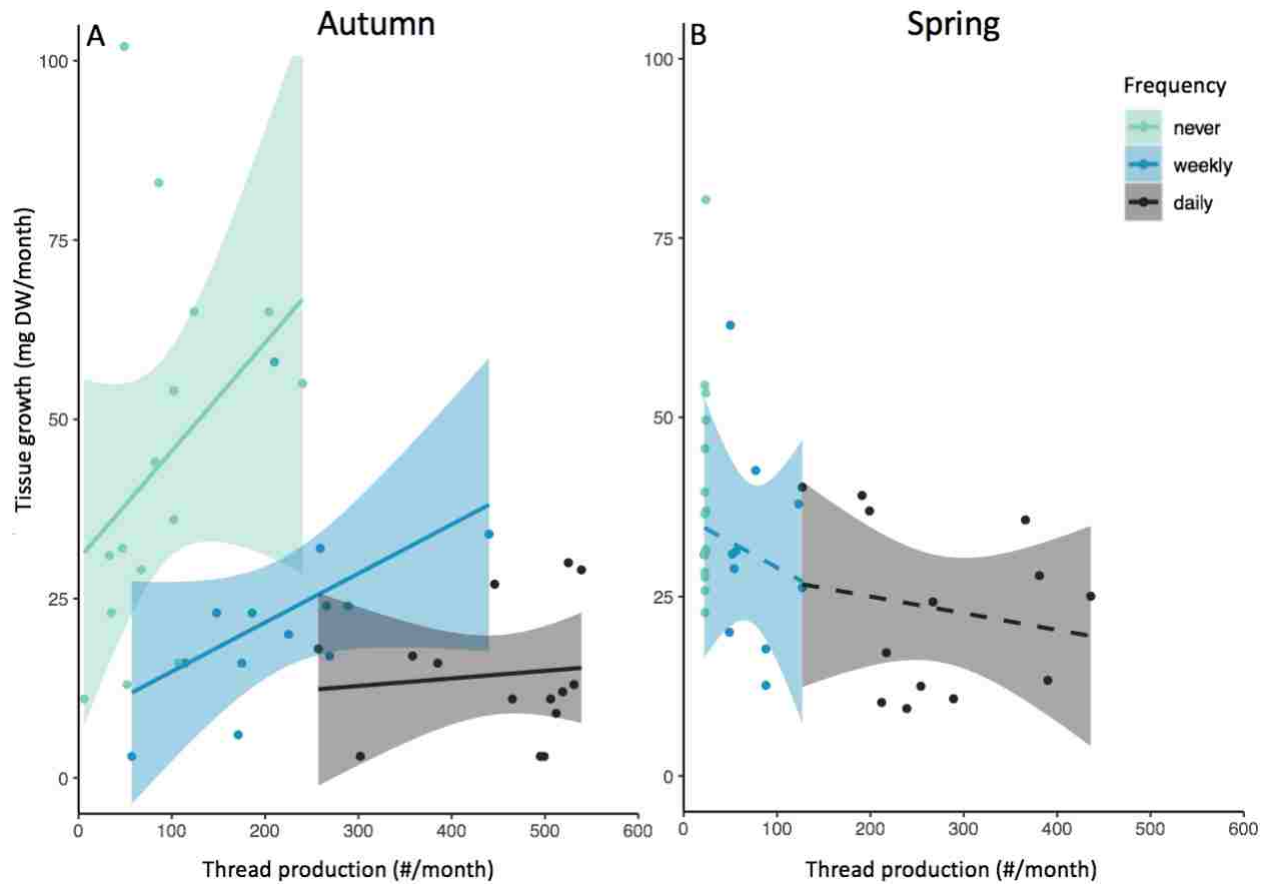 A
Autumn
B
Spring
Tissue growth (mg DW/month)
100
75
50
25
0
0 100 200 300 400 500 600
Thread production (#/month)
100
75
50
25
0
0 100 200 300 400 500 600
Thread production (#/month)
Frequency
never
weekly
daily